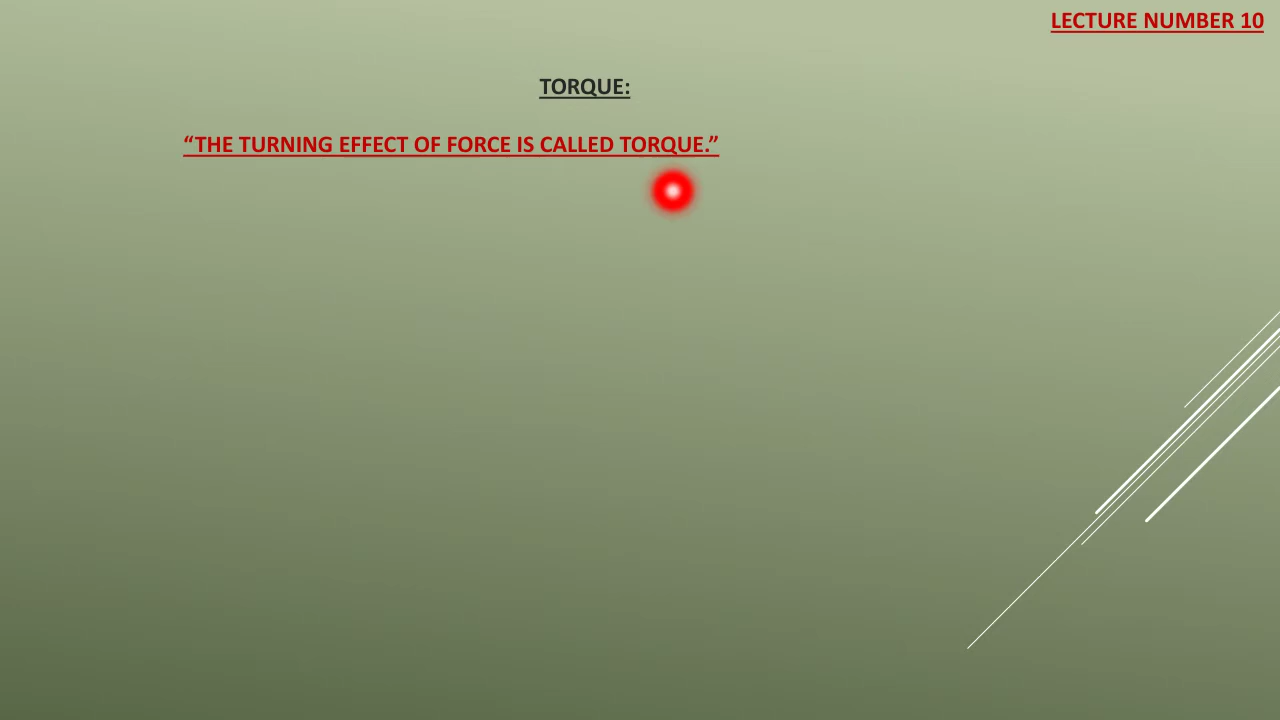 LECTURE NUMBER 10
TORQUE:
“THE TURNING EFFECT OF FORCE IS CALLED TORQUE.”